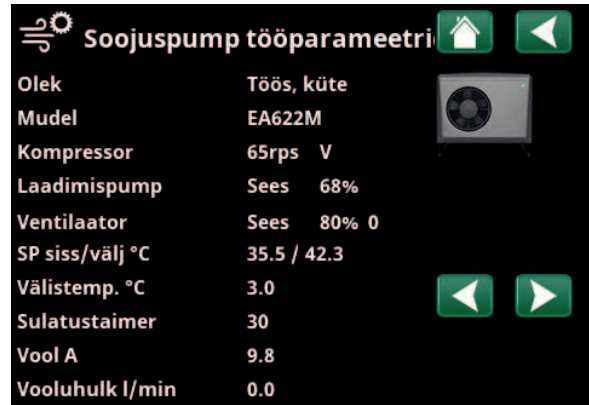 Soojuspump tööparameetri
Olek Töös, küte
Mudel EA622M
Kompressor 65rps V
Laadimispump Sees 68%
Ventilaator Sees 80% 0
SP siss/välj °C 35.5 / 42.3
Välistemp. °C 3.0
Sulatustaimer 30
Vool A 9.8
Vooluhulk l/min 0.0